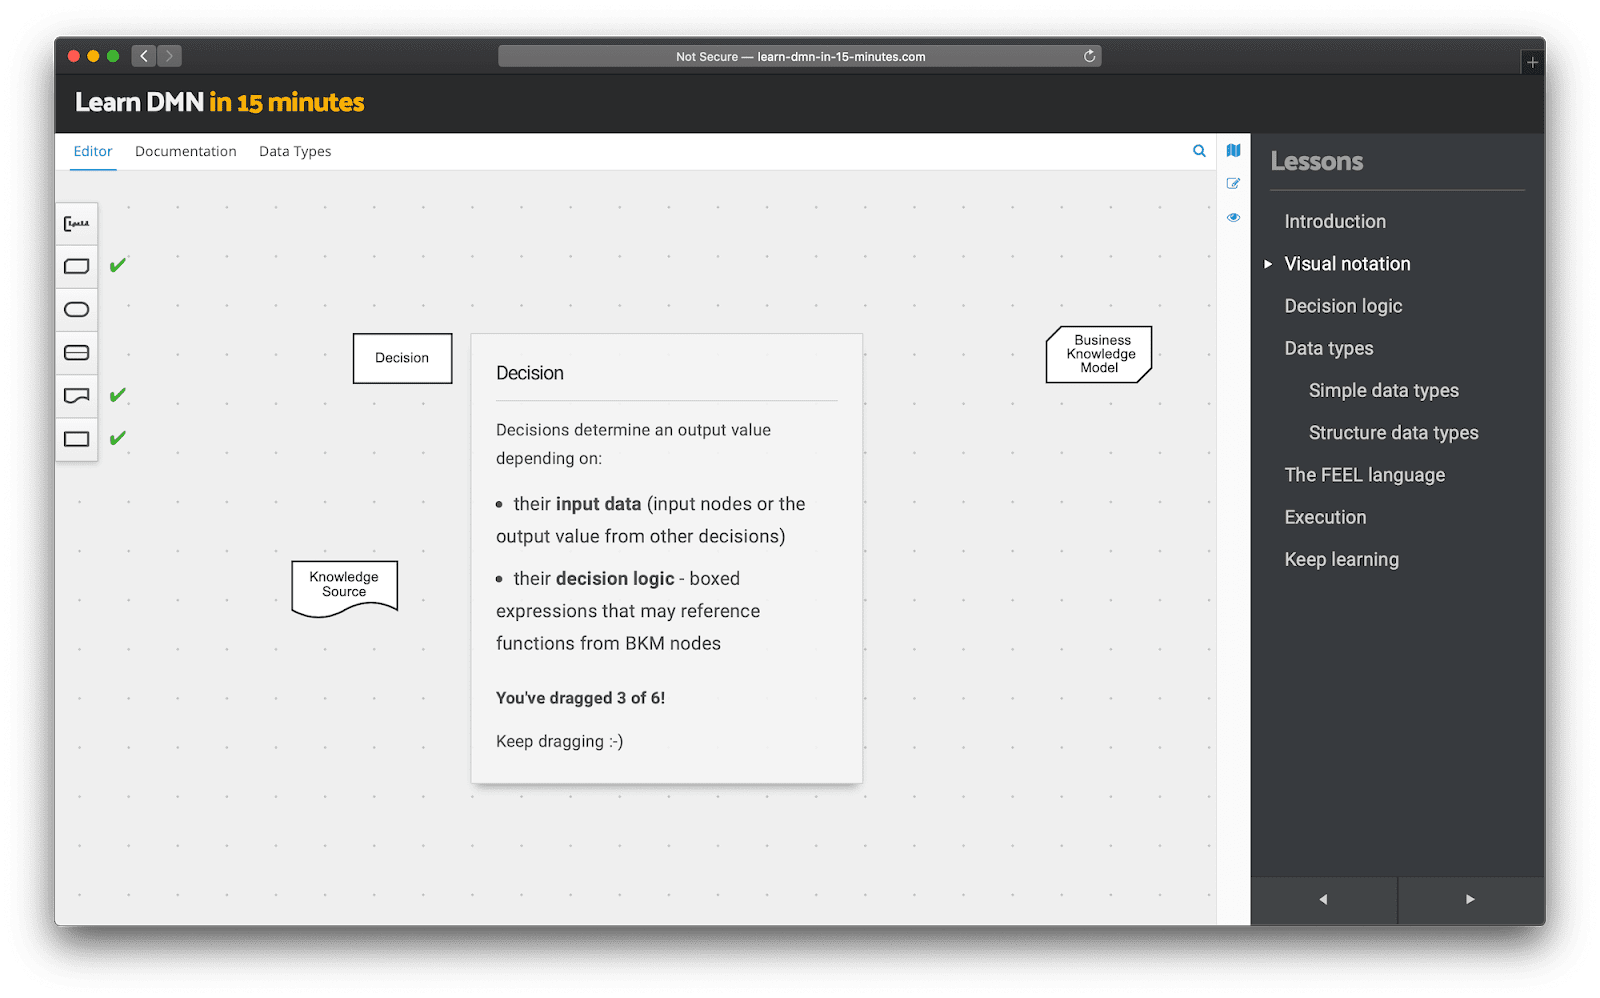 Not Secure — learn-dmn-in-15-minutes.com
Learn DMN in 15 minutes
Editor
Documentation
Data Types
Decision
Business
Knowledge
Model
Knowledge
Source
Decision
Decisions determine an output value
depending on:
• their input data (input nodes or the
output value from other decisions)
• their decision logic - boxed
expressions that may reference
functions from BKM nodes
You've dragged 3 of 6!
Keep dragging :-)
Lessons
Introduction
Visual notation
Decision logic
Data types
Simple data types
Structure data types
The FEEL language
Execution
Keep learning